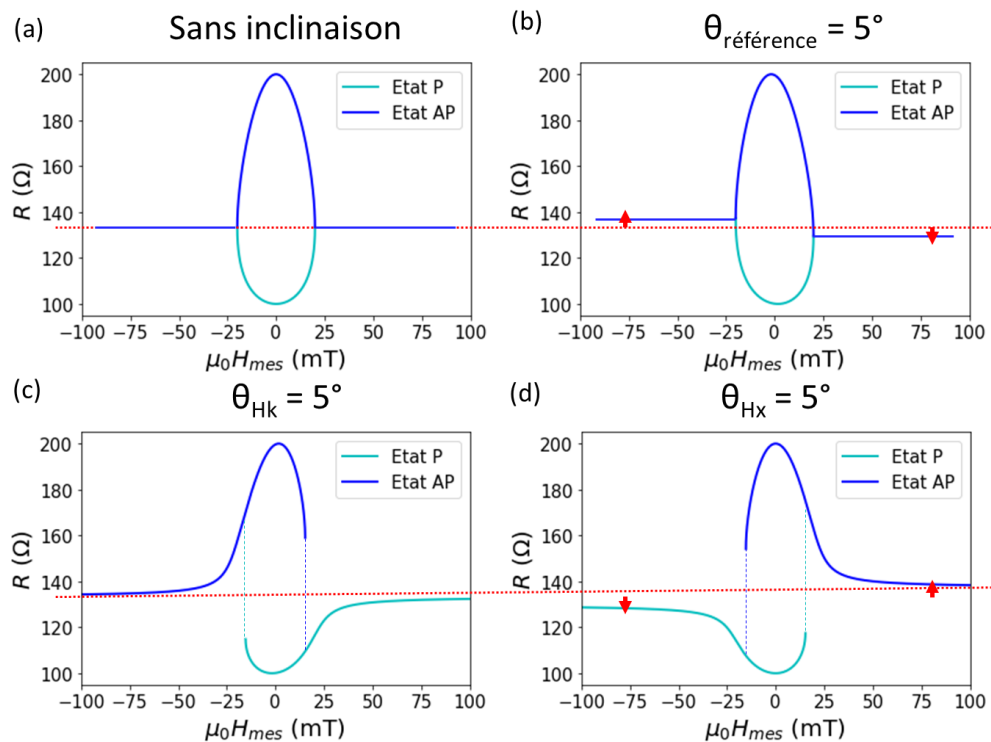 (a) Sans inclinaison
200
180
160
140
120
100
R (Ω)
Etat P
Etat AP
−100 −75 −50 −25 0 25 50 75 100
μ₀Hmes (mT)
(b) θréférence = 5°
200
180
160
140
120
100
R (Ω)
Etat P
Etat AP
−100 −75 −50 −25 0 25 50 75 100
μ₀Hmes (mT)
(c) θHk = 5°
200
180
160
140
120
100
R (Ω)
Etat P
Etat AP
−100 −75 −50 −25 0 25 50 75 100
μ₀Hmes (mT)
(d) θHx = 5°
200
180
160
140
120
100
R (Ω)
Etat P
Etat AP
−100 −75 −50 −25 0 25 50 75 100
μ₀Hmes (mT)